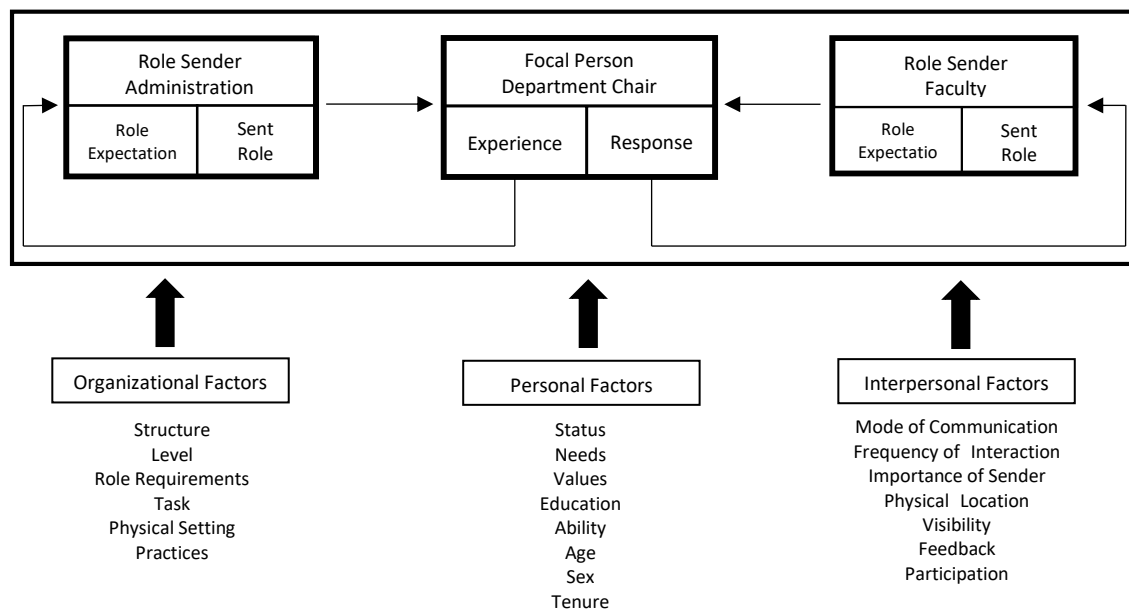 Role Sender
Administration
Role
Expectation
Sent
Role
Focal Person
Department Chair
Experience
Response
Role Sender
Faculty
Role
Expectatio
Sent
Role
Organizational Factors
Structure
Level
Role Requirements
Task
Physical Setting
Practices
Personal Factors
Status
Needs
Values
Education
Ability
Age
Sex
Tenure
Interpersonal Factors
Mode of Communication
Frequency of Interaction
Importance of Sender
Physical Location
Visibility
Feedback
Participation